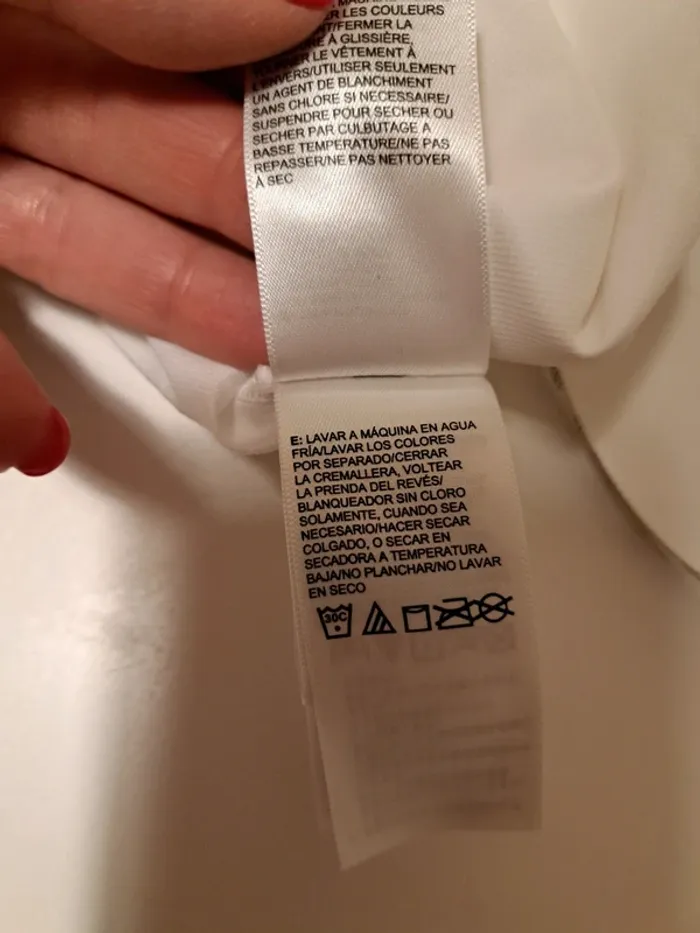 ER LES COULEURS
T/FERMER LA
E À GLISSIÈRE,
LE VÊTEMENT À
L'ENVERS/UTILISER SEULEMENT
UN AGENT DE BLANCHIMENT
SANS CHLORE SI NECESSAIRE/
SUSPENDRE POUR SECHER OU
SECHER PAR CULBUTAGE A
BASSE TEMPERATURE/NE PAS
REPASSER/NE PAS NETTOYER
À SEC
E: LAVAR A MÁQUINA EN AGUA
FRÍA/LAVAR LOS COLORES
POR SEPARADO/CERRAR
LA CREMALLERA, VOLTEAR
LA PRENDA DEL REVÉS/
BLANQUEADOR SIN CLORO
SOLAMENTE, CUANDO SEA
NECESARIO/HACER SECAR
COLGADO, O SECAR EN
SECADORA A TEMPERATURA
BAJA/NO PLANCHAR/NO LAVAR
EN SECO
30C